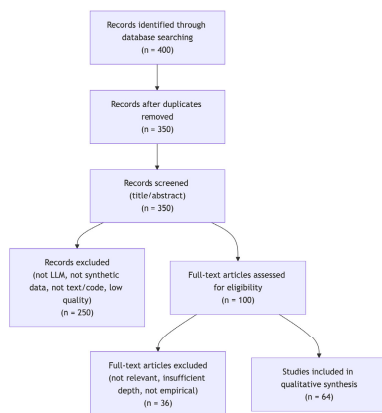 Records identified through
database searching
(n = 400)
Records after duplicates
removed
(n = 350)
Records screened
(title/abstract)
(n = 350)
Records excluded
(not LLM, not synthetic
data, not text/code, low
quality)
(n = 250)
Full-text articles assessed
for eligibility
(n = 100)
Full-text articles excluded
(not relevant, insufficient
depth, not empirical)
(n = 36)
Studies included in
qualitative synthesis
(n = 64)